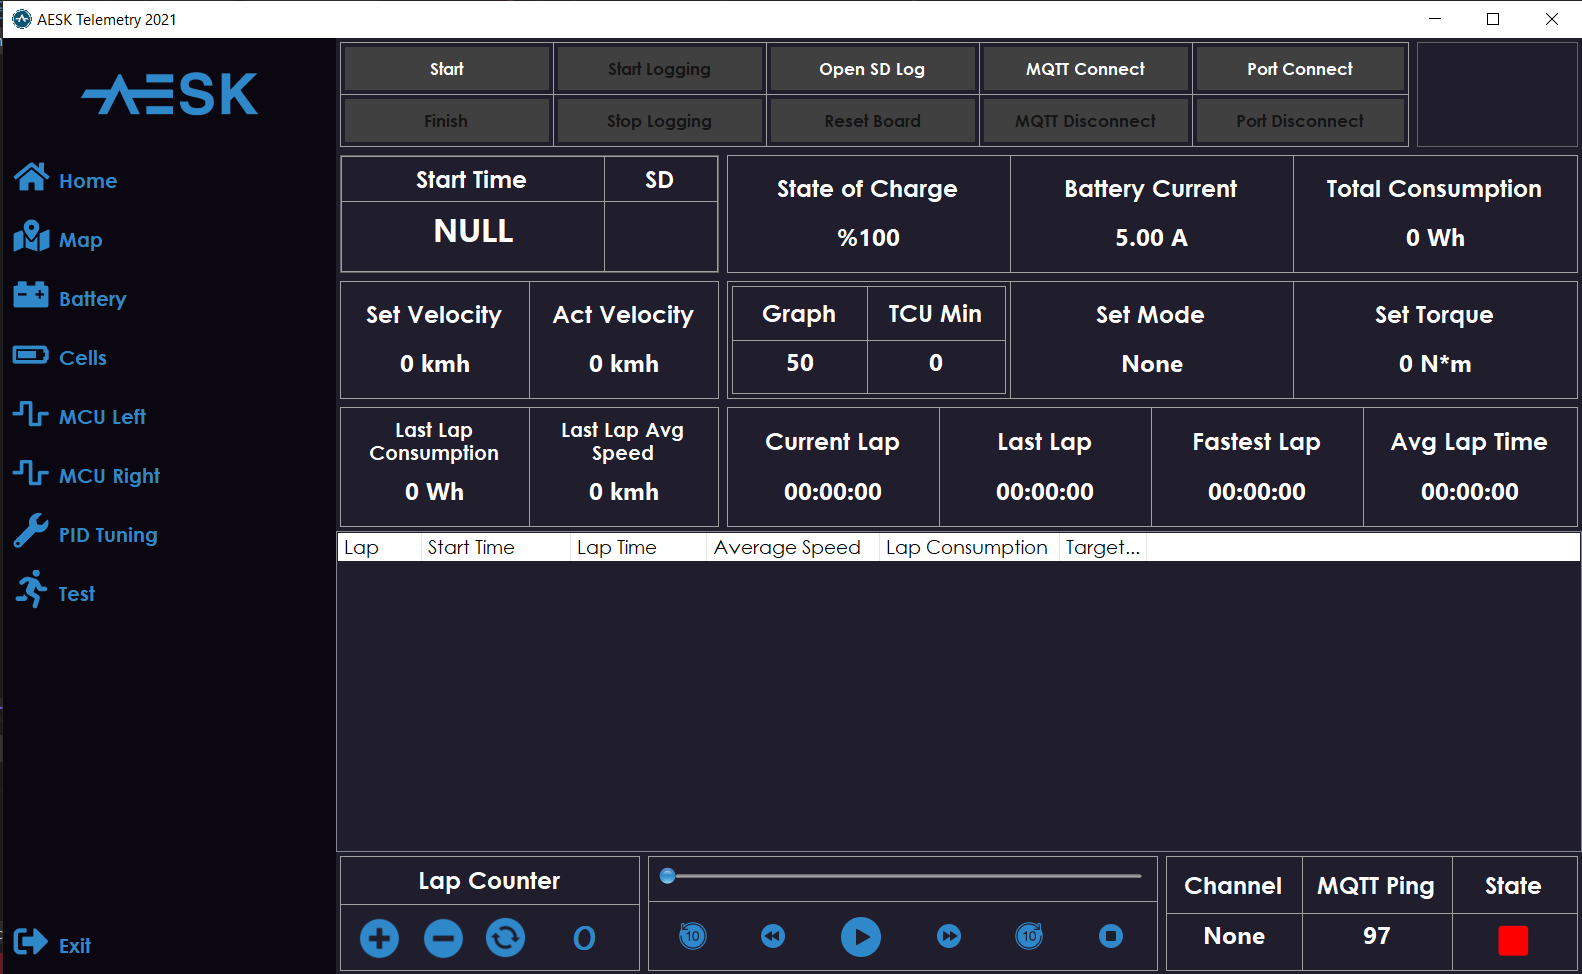 AESK Telemetry 2021
AESK
Home
Map
Battery
Cells
MCU Left
MCU Right
PID Tuning
Test
Exit
Start
Start Logging
Open SD Log
MQTT Connect
Port Connect
Finish
Stop Logging
Reset Board
MQTT Disconnect
Port Disconnect
Start Time
SD
NULL
State of Charge
%100
Battery Current
5.00 A
Total Consumption
0 Wh
Set Velocity
0 kmh
Act Velocity
0 kmh
Graph
50
TCU Min
0
Set Mode
None
Set Torque
0 N*m
Last Lap
Consumption
0 Wh
Last Lap Avg
Speed
0 kmh
Current Lap
00:00:00
Last Lap
00:00:00
Fastest Lap
00:00:00
Avg Lap Time
00:00:00
Lap
Start Time
Lap Time
Average Speed
Lap Consumption
Target...
Lap Counter
0
10
10
Channel
None
MQTT Ping
97
State